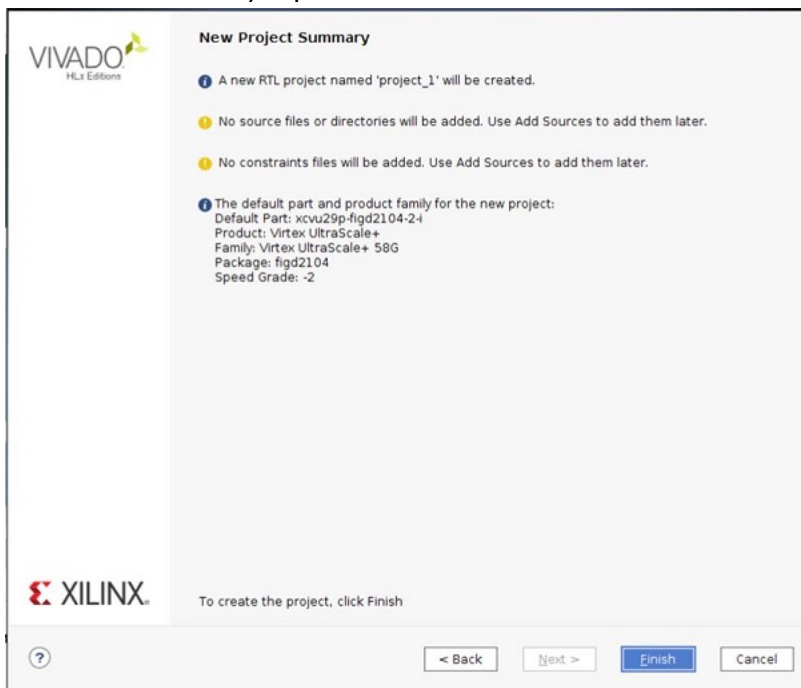 VIVADO
HLx Editions
New Project Summary
A new RTL project named 'project_1' will be created.
No source files or directories will be added. Use Add Sources to add them later.
No constraints files will be added. Use Add Sources to add them later.
The default part and product family for the new project:
Default Part: xcvu29p-figd2104-2-i
Product: Virtex UltraScale+
Family: Virtex UltraScale+ 58G
Package: figd2104
Speed Grade: -2
XILINX.
To create the project, click Finish
?
< Back
Next >
Finish
Cancel